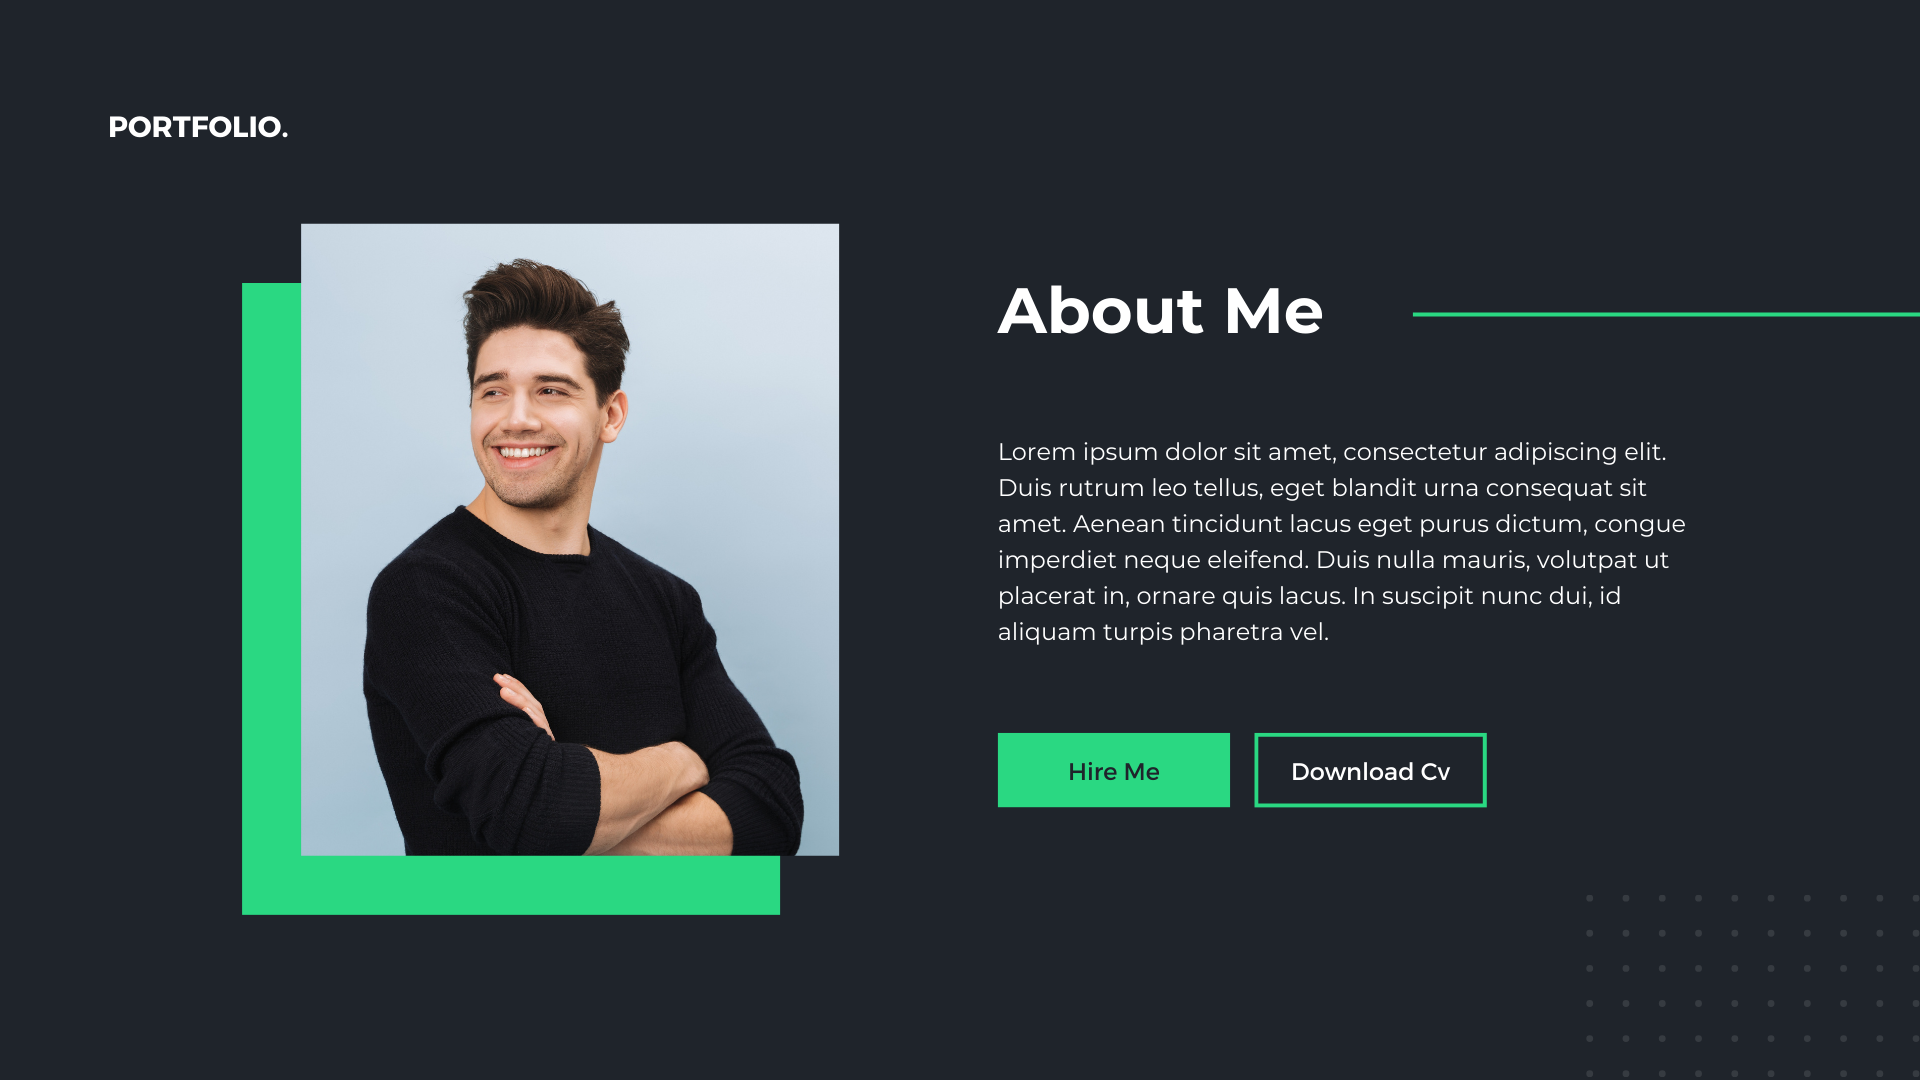 PORTFOLIO.
About Me
Lorem ipsum dolor sit amet, consectetur adipiscing elit.
Duis rutrum leo tellus, eget blandit urna consequat sit
amet. Aenean tincidunt lacus eget purus dictum, congue
imperdiet neque eleifend. Duis nulla mauris, volutpat ut
placerat in, ornare quis lacus. In suscipit nunc dui, id
aliquam turpis pharetra vel.
Hire Me
Download Cv